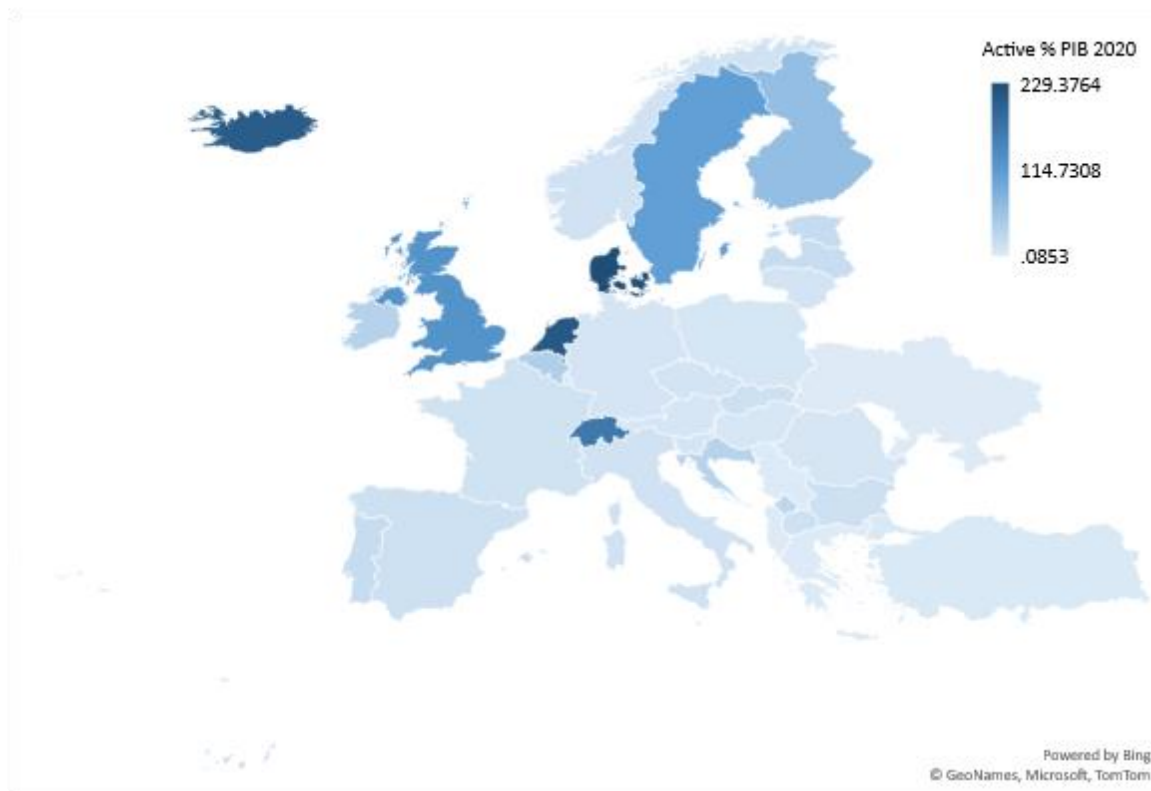 Active % PIB 2020
229.3764
114.7308
.0853
Powered by Bing
© GeoNames, Microsoft, TomTom